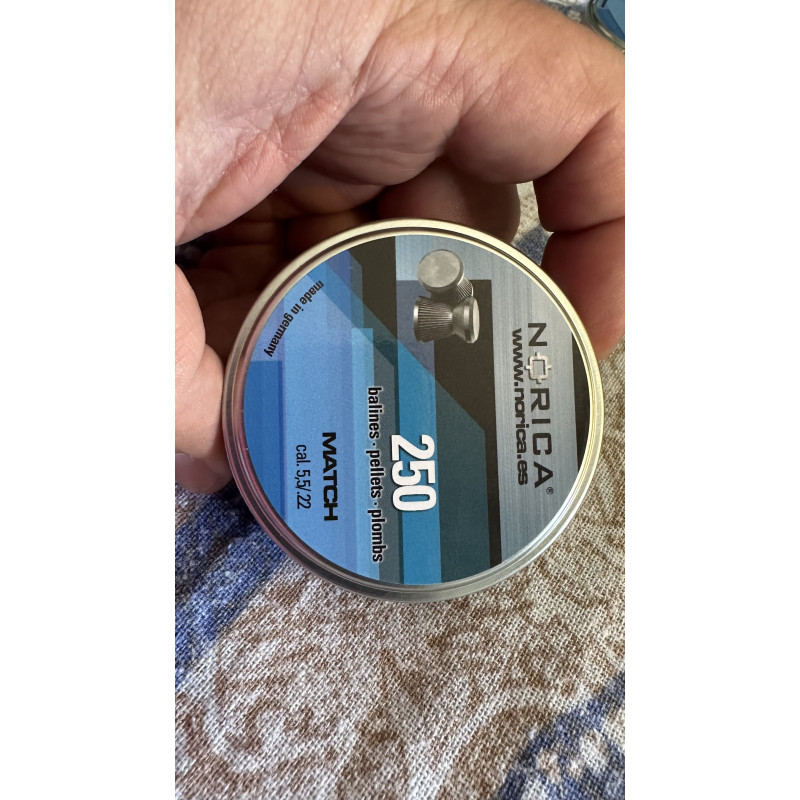 NORICA®
www.norica.es
250
balines · pellets · plombs
MATCH
cal. 5,5/.22
made in germany